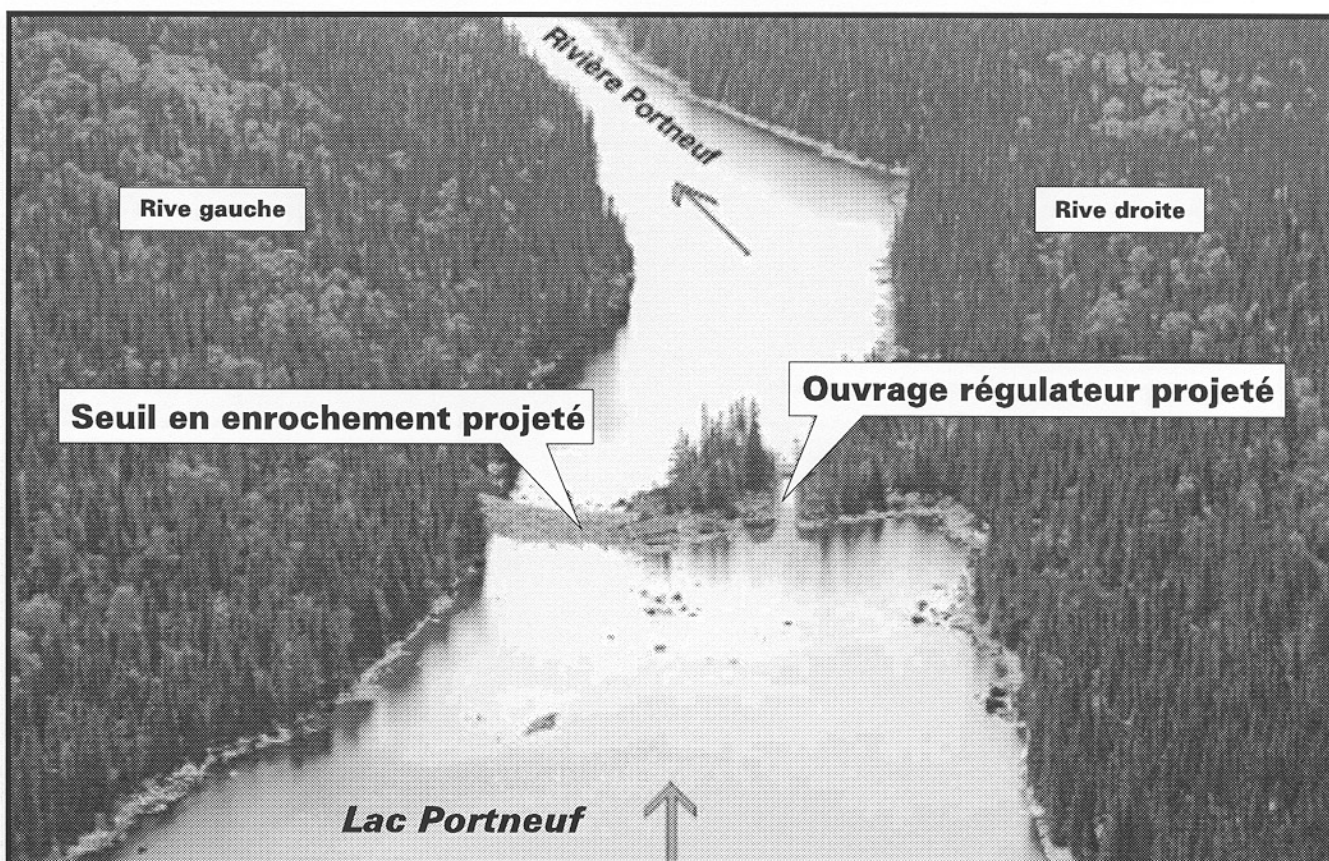 Rivière Portneuf
Rive gauche
Rive droite
Ouvrage régulateur projeté
Seuil en enrochement projeté
Lac Portneuf